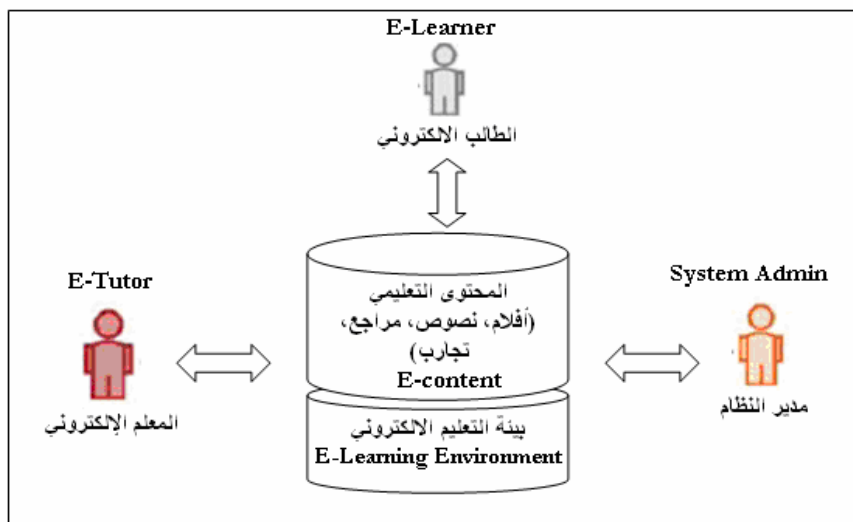 E-Learner
الطالب الالكتروني
E-Tutor
المعلم الإلكتروني
المحتوى التعليمي
(أفلام، نصوص، مراجع،
تجارب)
E-content
بيئة التعليم الالكتروني
E-Learning Environment
System Admin
مدير النظام